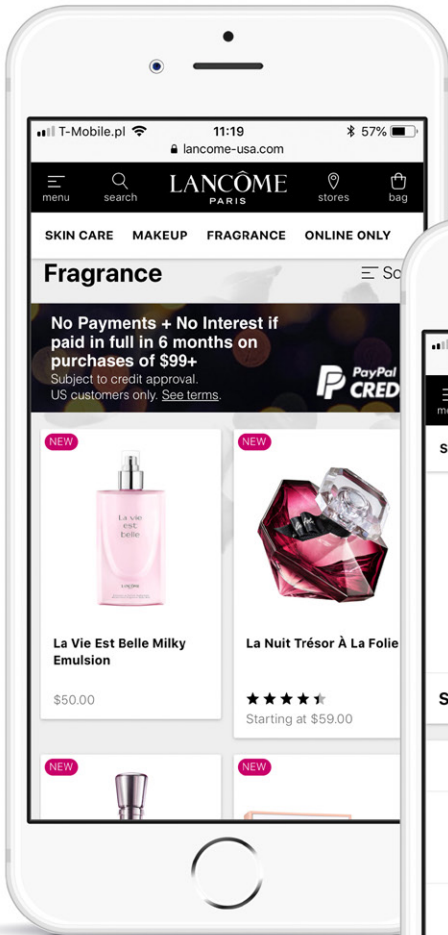 T-Mobile.pl 11:19 57%
lancome-usa.com
menu search LANCÔME stores bag
PARIS
SKIN CARE MAKEUP FRAGRANCE ONLINE ONLY
Fragrance
No Payments + No Interest if
paid in full in 6 months on
purchases of $99+
Subject to credit approval.
US customers only. See terms.
PayPal
CRED
NEW NEW
La vie
est
belle
LANCÔME
La Vie Est Belle Milky
Emulsion
$50.00
La Nuit Trésor À La Folie
Starting at $59.00
NEW NEW